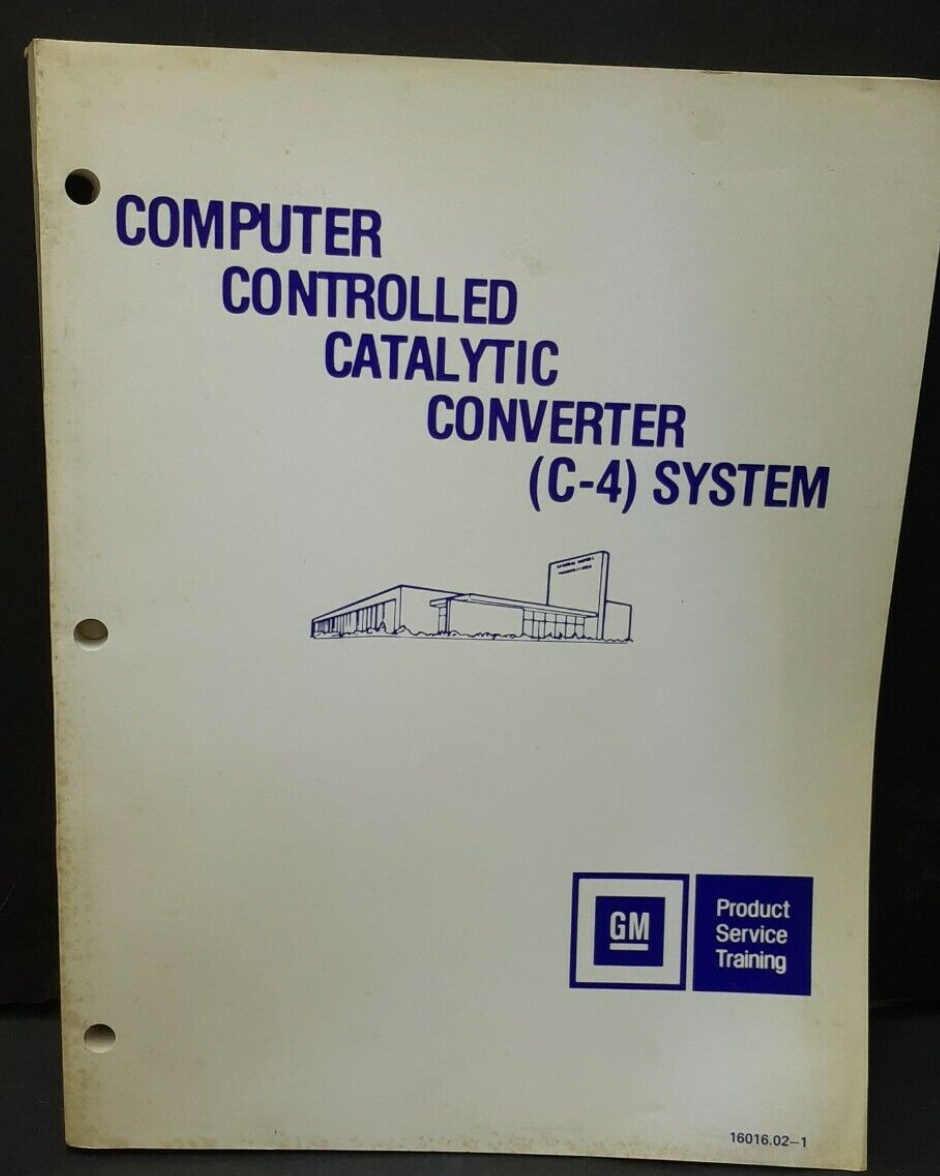 COMPUTER
CONTROLLED
CATALYTIC
CONVERTER
(C-4) SYSTEM
GM
Product
Service
Training
16016.02-1